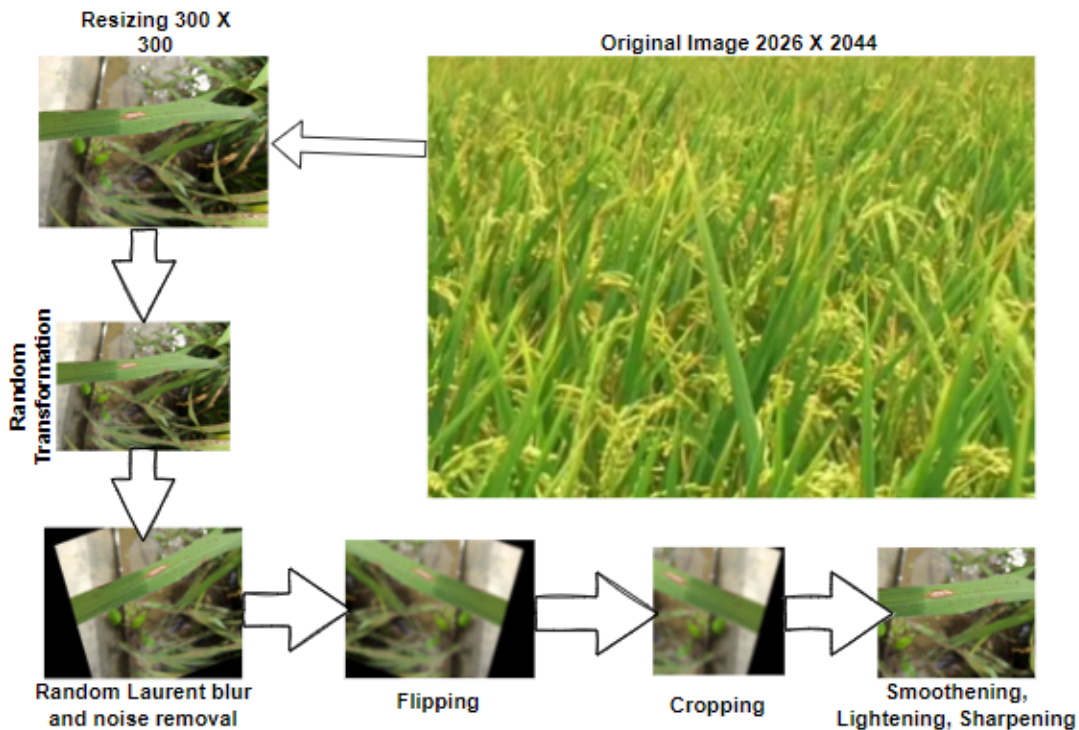 Resizing 300 X
300
Original Image 2026 X 2044
Random
Transformation
Random Laurent blur
and noise removal
Flipping
Cropping
Smoothening,
Lightening, Sharpening